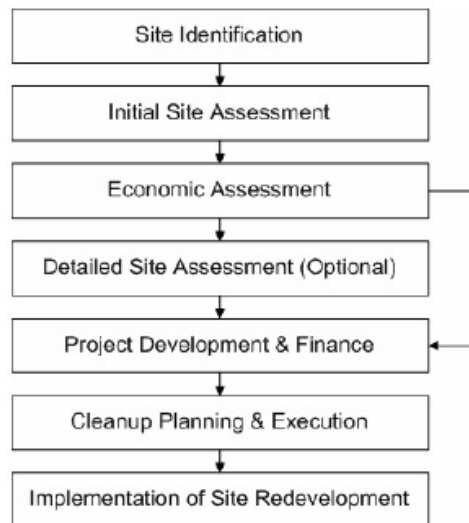 Site Identification
Initial Site Assessment
Economic Assessment
Detailed Site Assessment (Optional)
Project Development & Finance
Cleanup Planning & Execution
Implementation of Site Redevelopment